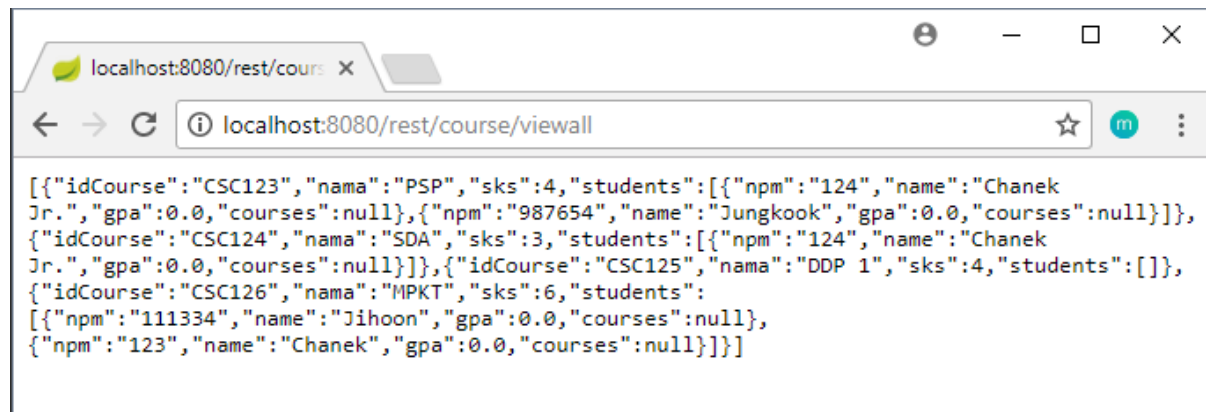 localhost:8080/rest/cours
localhost:8080/rest/course/viewall
m
[{"idCourse":"CSC123","nama":"PSP","sks":4,"students":[{"npm":"124","name":"Chanek
Jr.","gpa":0.0,"courses":null},{"npm":"987654","name":"Jungkook","gpa":0.0,"courses":null}]},
{"idCourse":"CSC124","nama":"SDA","sks":3,"students":[{"npm":"124","name":"Chanek
Jr.","gpa":0.0,"courses":null}]},{"idCourse":"CSC125","nama":"DDP 1","sks":4,"students":[]},
{"idCourse":"CSC126","nama":"MPKT","sks":6,"students":
[{"npm":"111334","name":"Jihoon","gpa":0.0,"courses":null},
{"npm":"123","name":"Chanek","gpa":0.0,"courses":null}]}]